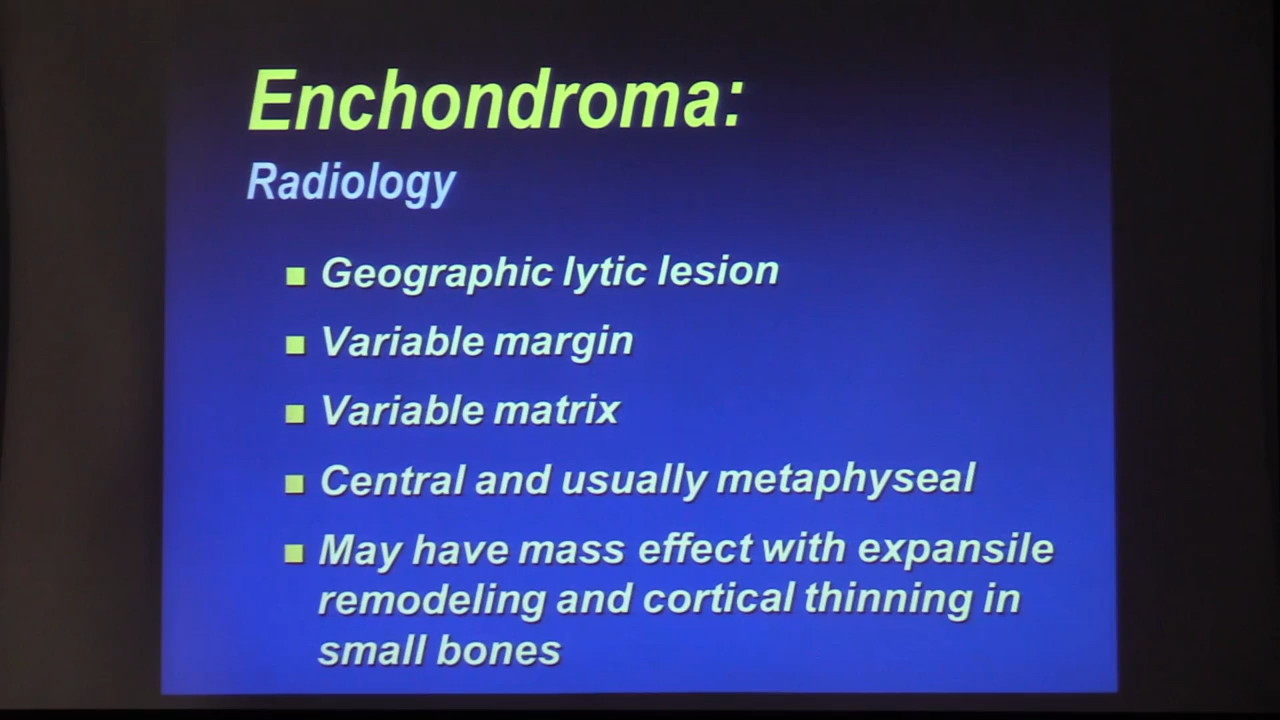 Enchondroma:
Radiology
Geographic lytic lesion
Variable margin
Variable matrix
Central and usually metaphyseal
May have mass effect with expansile
remodeling and cortical thinning in
small bones